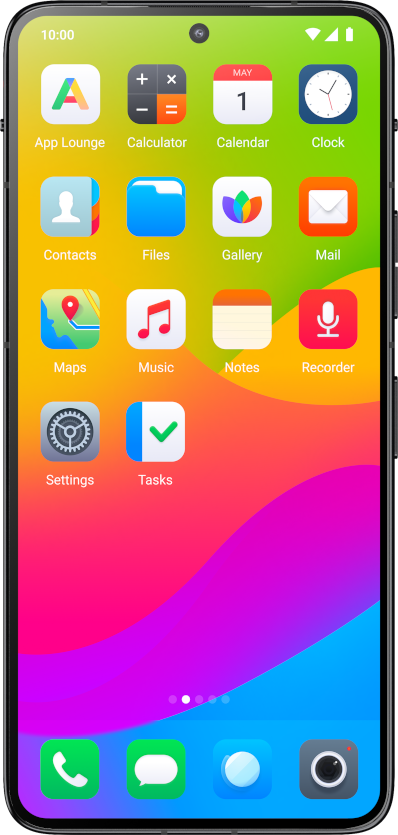 10:00
MAY
1
App Lounge
Calculator
Calendar
Clock
Contacts
Files
Gallery
Mail
Maps
Music
Notes
Recorder
Settings
Tasks